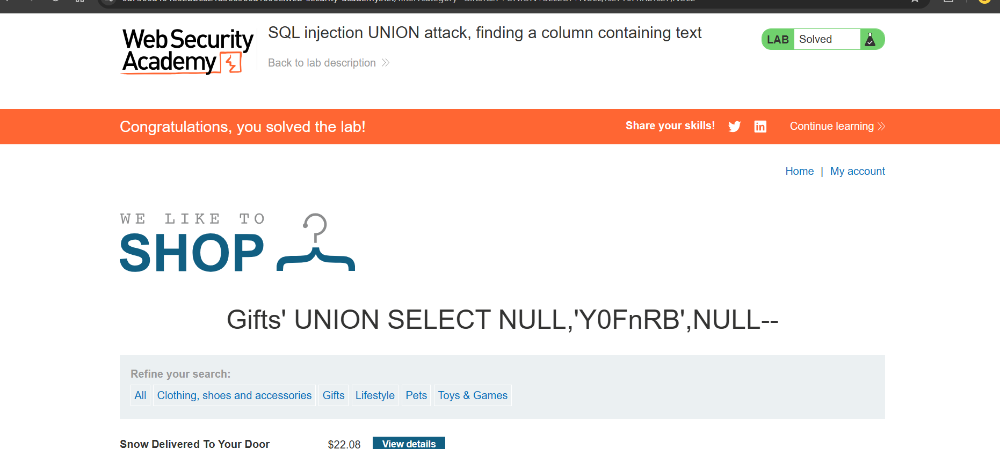 Web Security
Academy
SQL injection UNION attack, finding a column containing text
Back to lab description
LAB Solved
Congratulations, you solved the lab!
Share your skills!
Continue learning
Home | My account
WE LIKE TO
SHOP
Gifts' UNION SELECT NULL,'Y0FnRB',NULL--
Refine your search:
All Clothing, shoes and accessories Gifts Lifestyle Pets Toys & Games
Snow Delivered To Your Door $22.08 View details